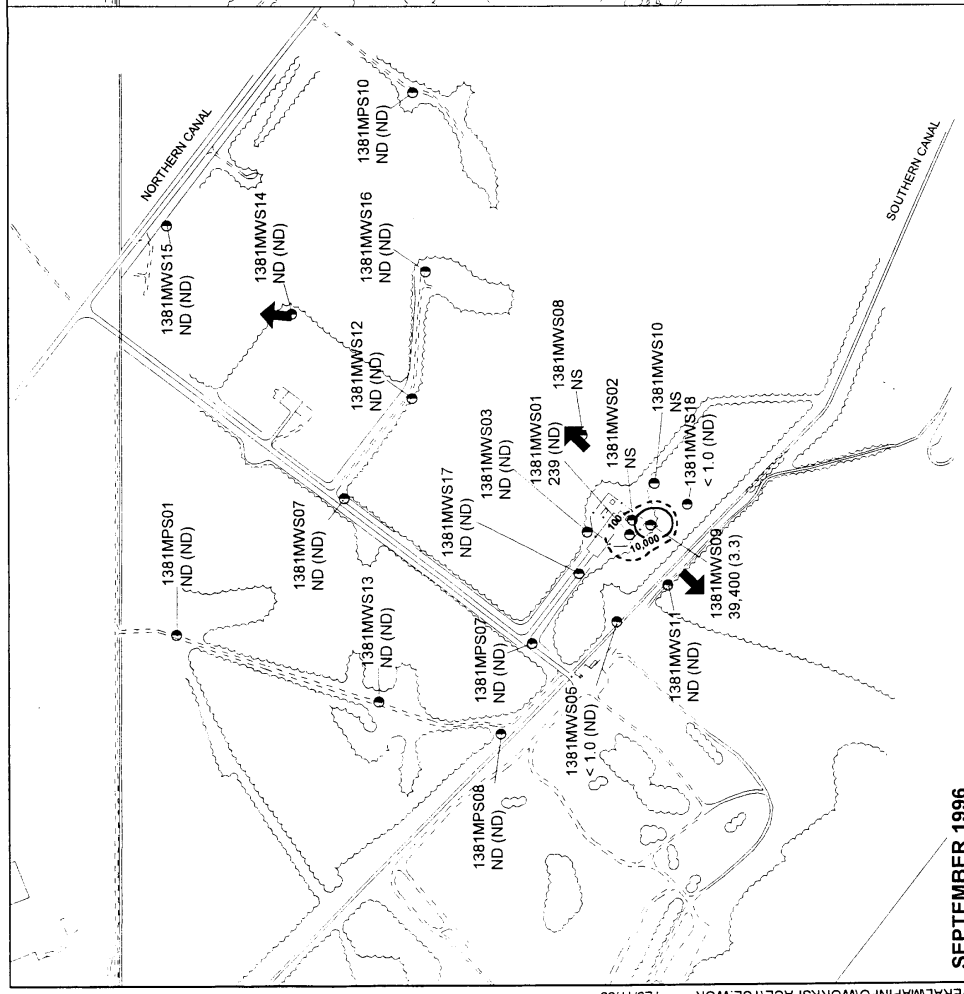 NORTHERN CANAL
1381MPS10
ND (ND)
1381MWS15
ND (ND)
1381MWS14
ND (ND)
1381MWS16
ND (ND)
1381MWS12
ND (ND)
1381MWS08
NS
SOUTHERN CANAL
1381MPS01
ND (ND)
1381MWS07
ND (ND)
1381MWS03
ND (ND)
1381MWS01
239 (ND)
1381MWS02
NS
1381MWS10
NS
1381MWS17
ND (ND)
1381MWS18
< 1.0 (ND)
100
10,000
1381MWS13
ND (ND)
1381MPS07
ND (ND)
1381MWS09
39,400 (3.3)
1381MWS11
ND (ND)
1381MWS05
< 1.0 (ND)
1381MPS08
ND (ND)
SEPTEMBER 1996